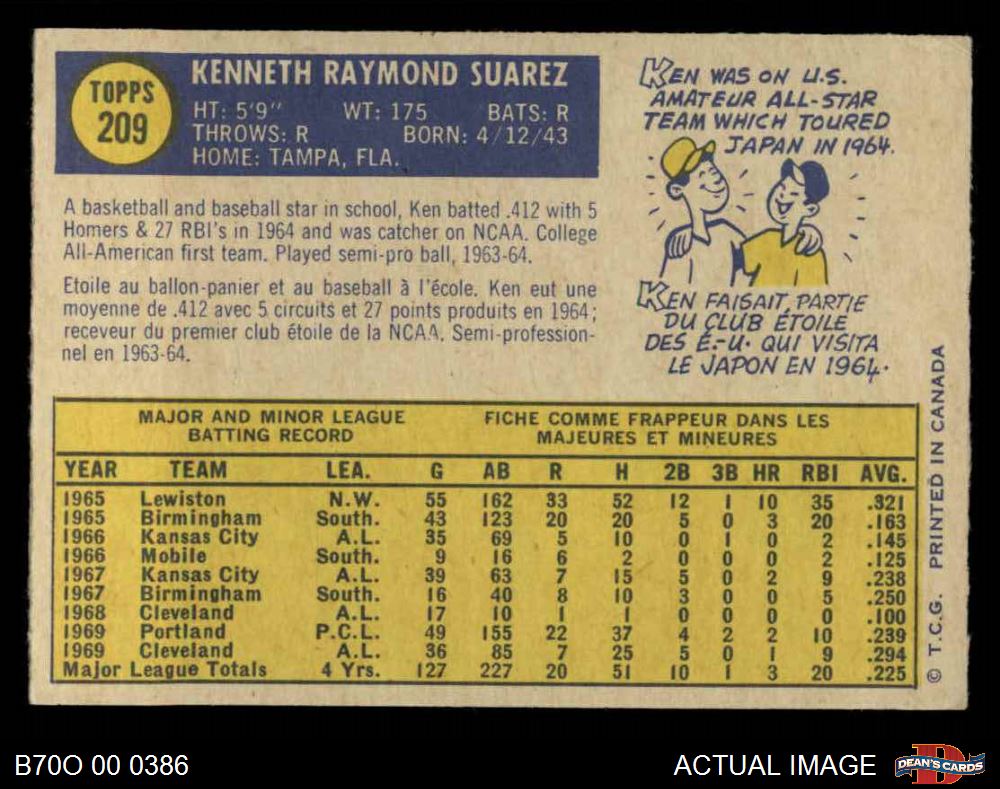 TOPPS
209
KENNETH RAYMOND SUAREZ
HT: 5'9" WT: 175 BATS: R
THROWS: R BORN: 4/12/43
HOME: TAMPA, FLA.
A basketball and baseball star in school, Ken batted .412 with 5
Homers & 27 RBI's in 1964 and was catcher on NCAA. College
All-American first team. Played semi-pro ball, 1963-64.
Etoile au ballon-panier et au baseball à l'école. Ken eut une
moyenne de .412 avec 5 circuits et 27 points produits en 1964;
receveur du premier club étoile de la NCAA. Semi-profession-
nel en 1963-64.
KEN WAS ON U.S.
AMATEUR ALL-STAR
TEAM WHICH TOURED
JAPAN IN 1964.
KEN FAISAIT PARTIE
DU CLUB ÉTOILE
DES É.-U. QUI VISITA
LE JAPON EN 1964.
MAJOR AND MINOR LEAGUE
BATTING RECORD
FICHE COMME FRAPPEUR DANS LES
MAJEURES ET MINEURES
YEAR TEAM LEA. G AB R H 2B 3B HR RBI AVG.
1965 Lewiston N.W. 55 162 33 52 12 1 10 35 .321
1965 Birmingham South. 43 123 20 20 5 0 3 20 .163
1966 Kansas City A.L. 35 69 5 10 0 1 0 2 .145
1966 Mobile South. 9 16 6 2 0 0 0 2 .125
1967 Kansas City A.L. 39 63 7 15 5 0 2 9 .238
1967 Birmingham South. 16 40 8 10 3 0 0 5 .250
1968 Cleveland A.L. 17 10 1 1 0 0 0 0 .100
1969 Portland P.C.L. 49 155 22 37 4 2 2 10 .239
1969 Cleveland A.L. 36 85 7 25 5 0 1 9 .294
Major League Totals 4 Yrs. 127 227 20 51 10 1 3 20 .225
© T.C.G. PRINTED IN CANADA
B70O 00 0386
ACTUAL IMAGE
DEAN'S CARDS